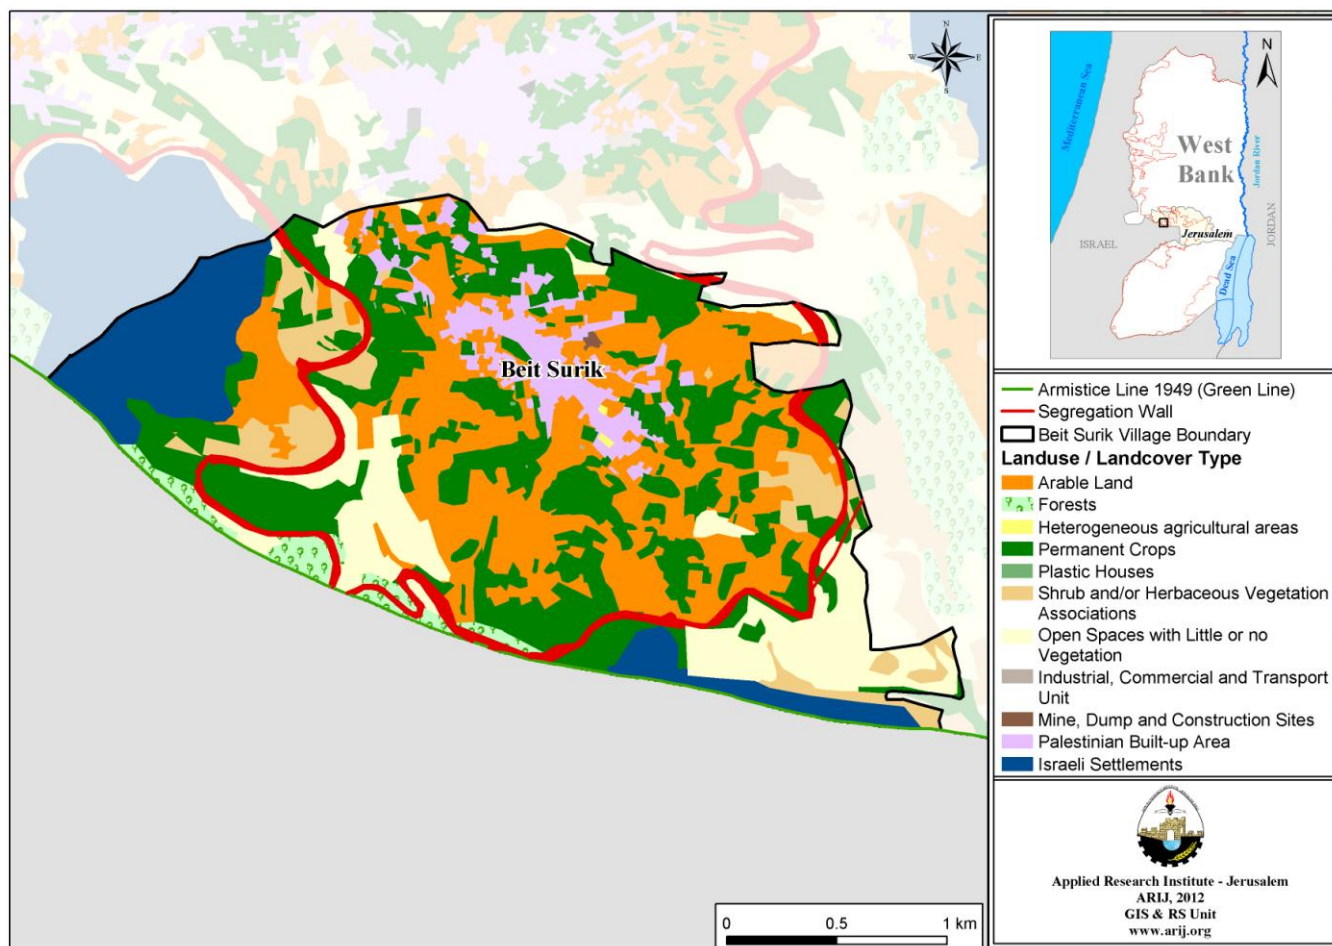 N
W
E
S
Beit Surik
0
0.5
1 km
N
Mediterranean Sea
West
Bank
Jordan River
JORDAN
ISRAEL
Jerusalem
Dead Sea
Armistice Line 1949 (Green Line)
Segregation Wall
Beit Surik Village Boundary
Landuse / Landcover Type
Arable Land
Forests
Heterogeneous agricultural areas
Permanent Crops
Plastic Houses
Shrub and/or Herbaceous Vegetation
Associations
Open Spaces with Little or no
Vegetation
Industrial, Commercial and Transport
Unit
Mine, Dump and Construction Sites
Palestinian Built-up Area
Israeli Settlements
Applied Research Institute - Jerusalem
ARIJ, 2012
GIS & RS Unit
www.arij.org